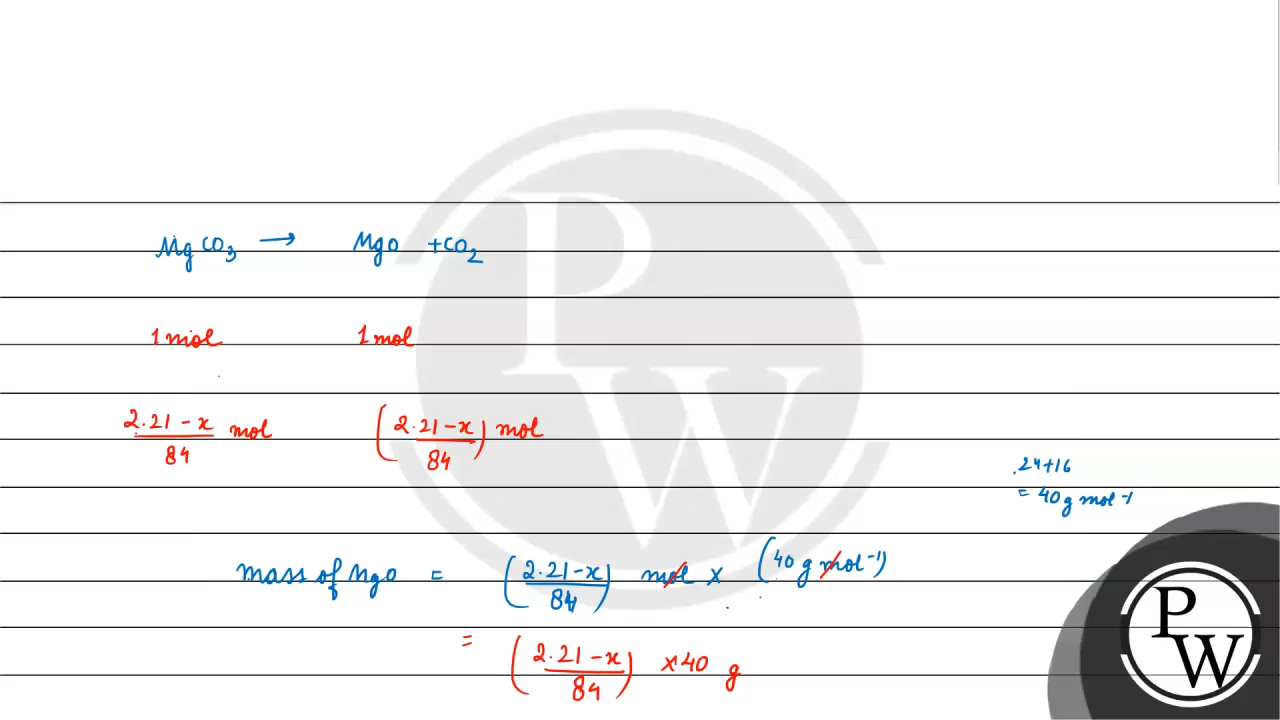 MgCO₃ → MgO + CO₂
1 mol 1 mol
2.21 - x / 84 mol (2.21 - x / 84) mol
24+16
= 40 g mol⁻¹
mass of MgO = (2.21 - x / 84) mol × (40 g mol⁻¹)
= (2.21 - x / 84) × 40 g
P
W
P
W